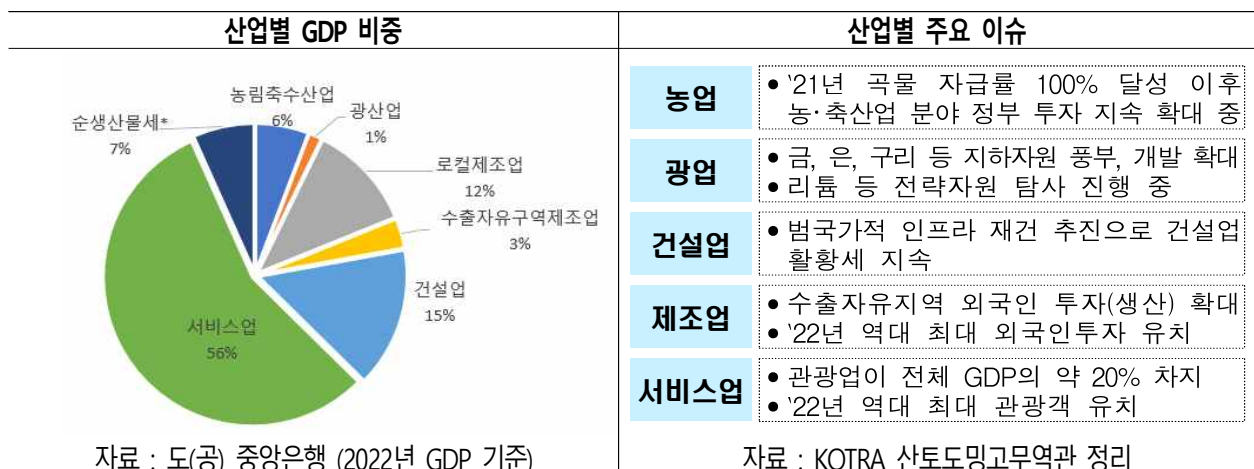 산업별 GDP 비중
농림축수산업
6%
광산업
1%
순생산물세*
7%
로컬제조업
12%
수출자유구역제조업
3%
건설업
15%
서비스업
56%
자료 : 도(공) 중앙은행 (2022년 GDP 기준)
산업별 주요 이슈
농업
• '21년 곡물 자급률 100% 달성 이후
농·축산업 분야 정부 투자 지속 확대 중
광업
• 금, 은, 구리 등 지하자원 풍부, 개발 확대
• 리튬 등 전략자원 탐사 진행 중
건설업
• 범국가적 인프라 재건 추진으로 건설업
활황세 지속
제조업
• 수출자유지역 외국인 투자(생산) 확대
• '22년 역대 최대 외국인투자 유치
서비스업
• 관광업이 전체 GDP의 약 20% 차지
• '22년 역대 최대 관광객 유치
자료 : KOTRA 산토도밍고무역관 정리